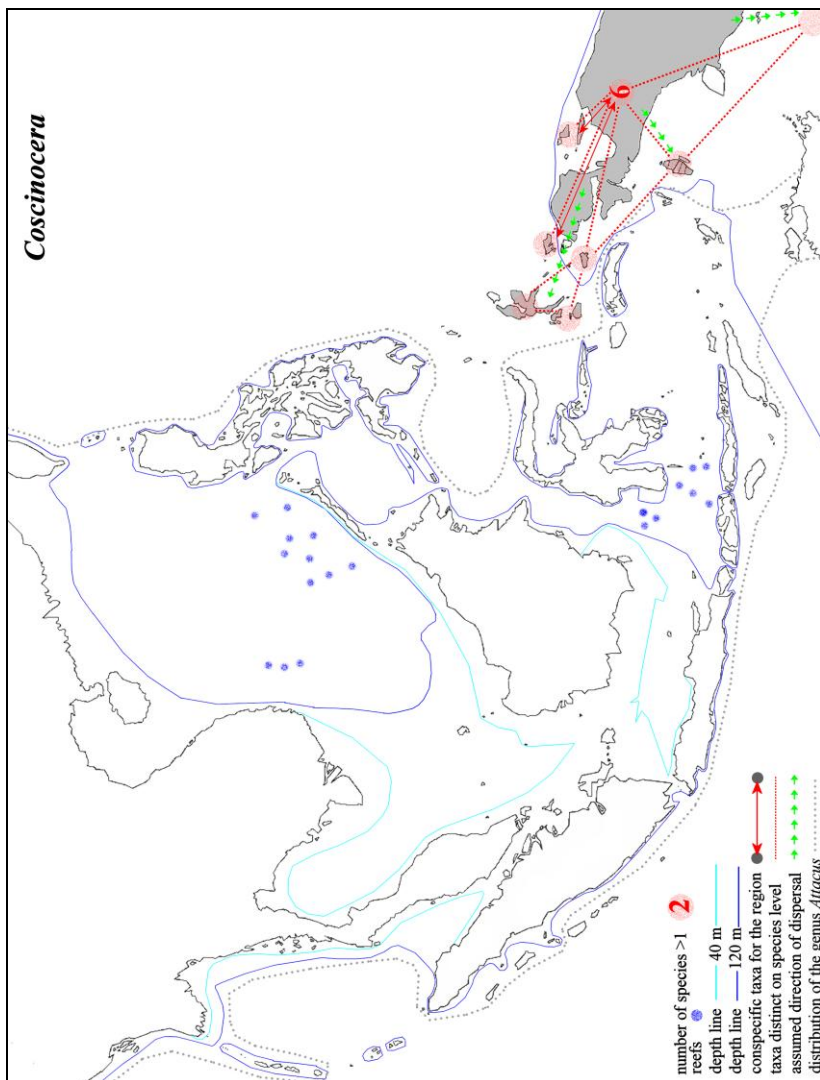 Coscinocera
6
number of species >1 2
reefs
depth line 40 m
depth line 120 m
conspecific taxa for the region
taxa distinct on species level
assumed direction of dispersal
distribution of the genus Attacus